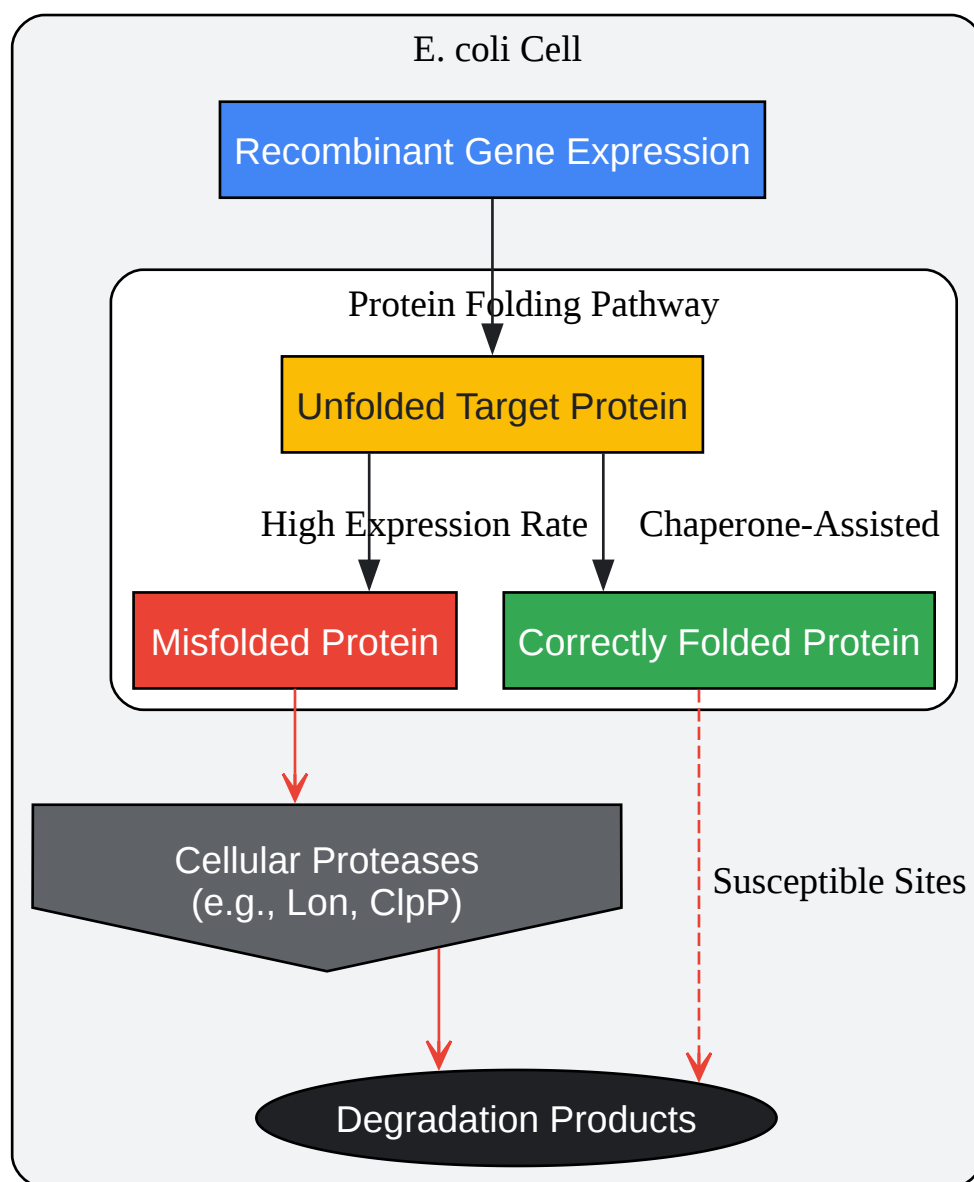 E. coli Cell
Recombinant Gene Expression
Protein Folding Pathway
Unfolded Target Protein
High Expression Rate
Chaperone-Assisted
Misfolded Protein
Correctly Folded Protein
Cellular Proteases
(e.g., Lon, ClpP)
Susceptible Sites
Degradation Products